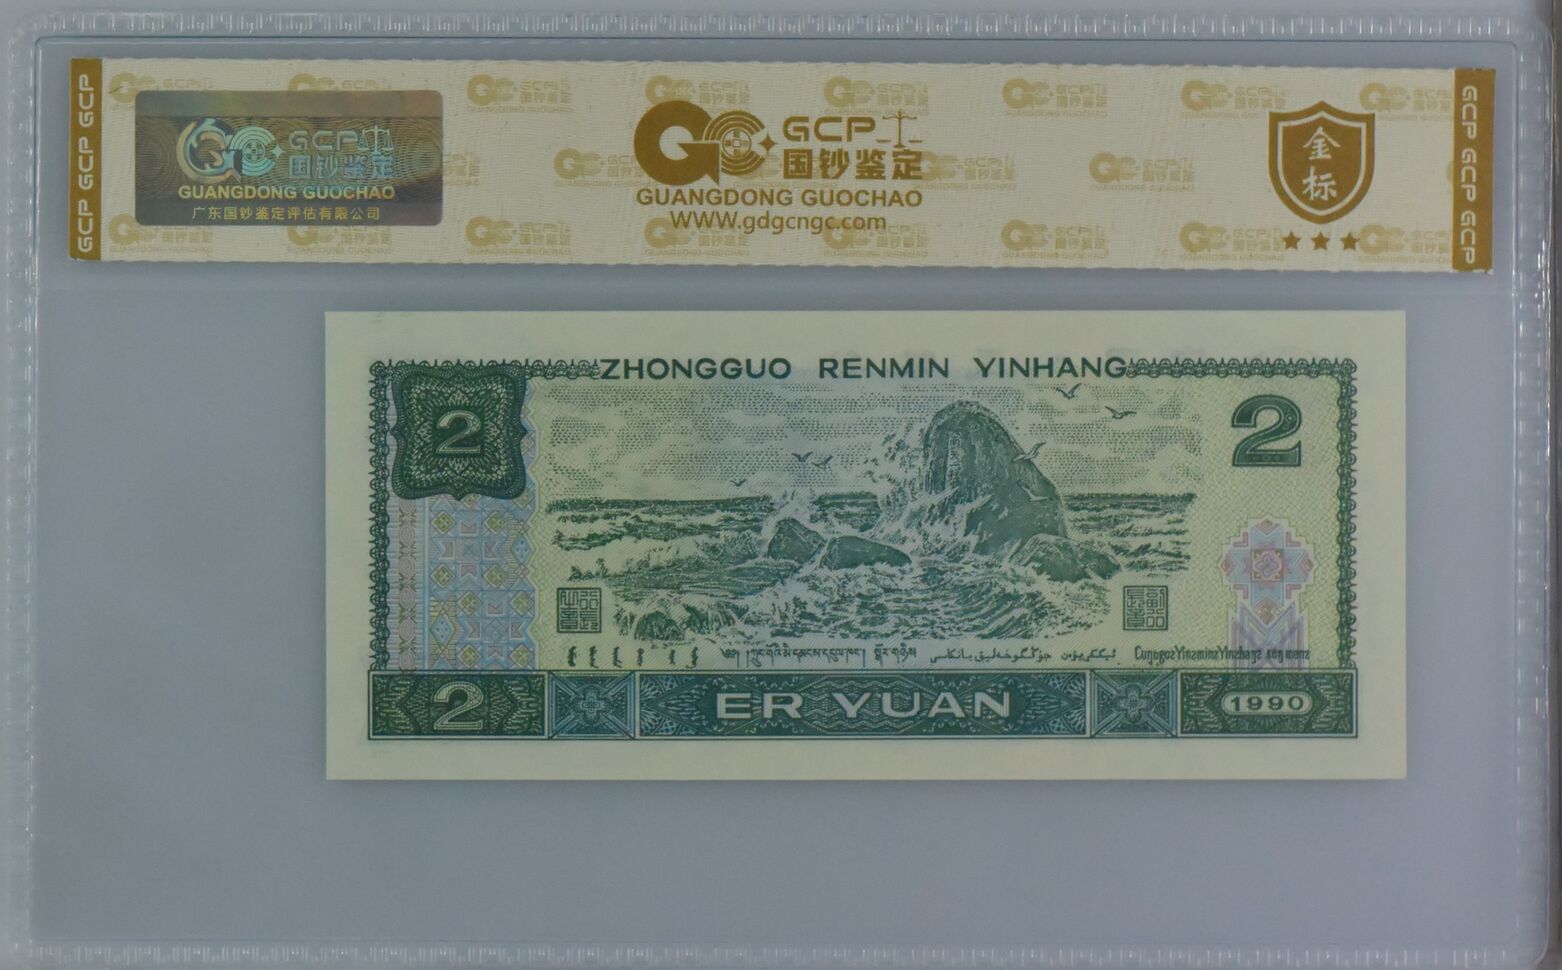 GCP GCP GCP
GCP
国钞鉴定
GUANGDONG GUOCHAO
广东国钞鉴定评估有限公司
GCP
国钞鉴定
GUANGDONG GUOCHAO
WWW.gdgcngc.com
金标
GCP GCP GCP
ZHONGGUO RENMIN YINHANG
2
2
2
ER YUAN
1990